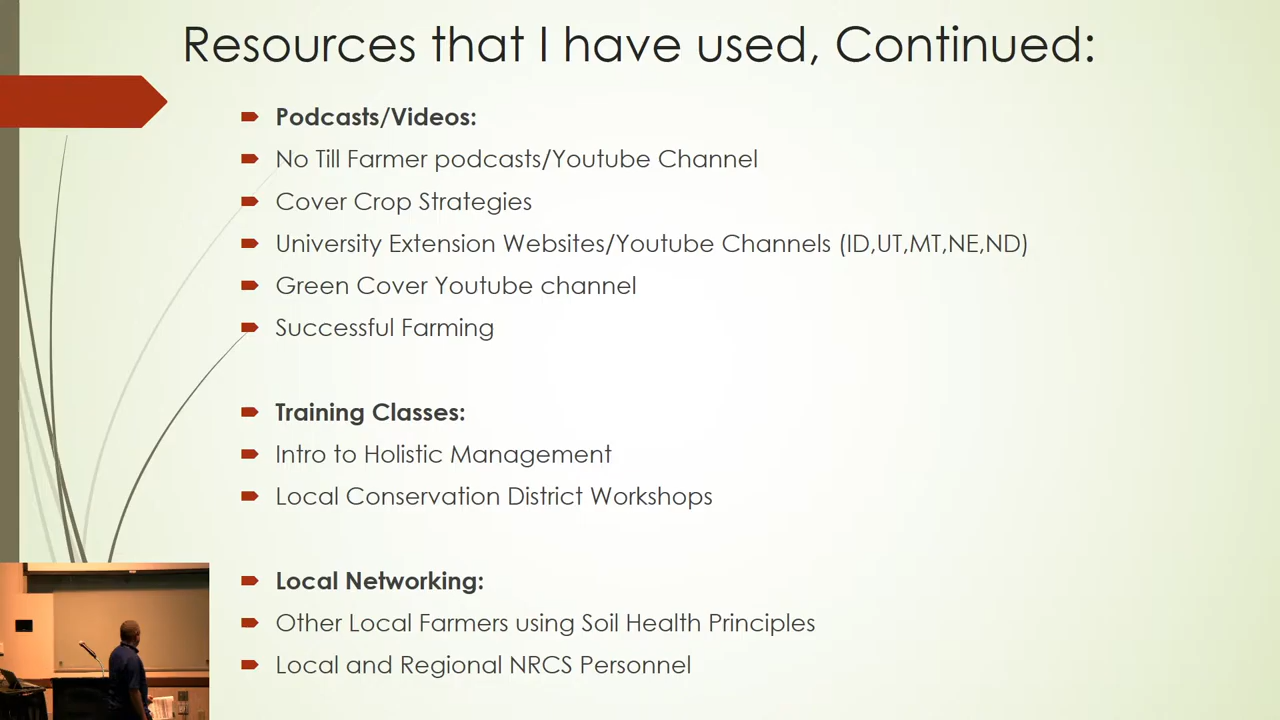 Resources that I have used, Continued:
Podcasts/Videos:
No Till Farmer podcasts/Youtube Channel
Cover Crop Strategies
University Extension Websites/Youtube Channels (ID,UT,MT,NE,ND)
Green Cover Youtube channel
Successful Farming
Training Classes:
Intro to Holistic Management
Local Conservation District Workshops
Local Networking:
Other Local Farmers using Soil Health Principles
Local and Regional NRCS Personnel